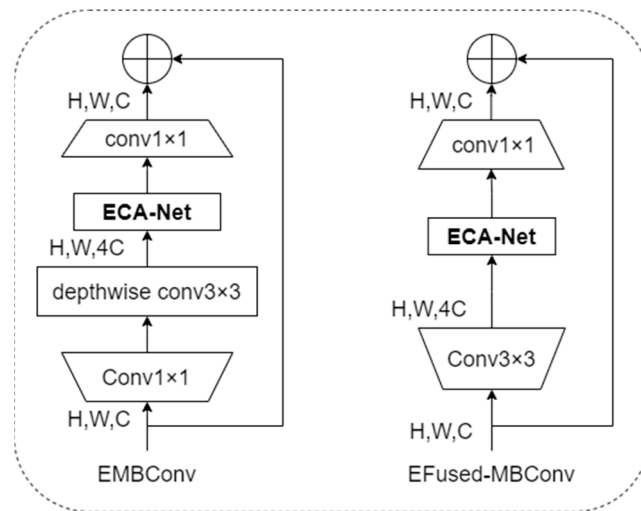 H,W,C
conv1×1
ECA-Net
H,W,4C
depthwise conv3×3
Conv1×1
H,W,C
EMBConv
H,W,C
conv1×1
ECA-Net
H,W,4C
Conv3×3
H,W,C
EFused-MBConv